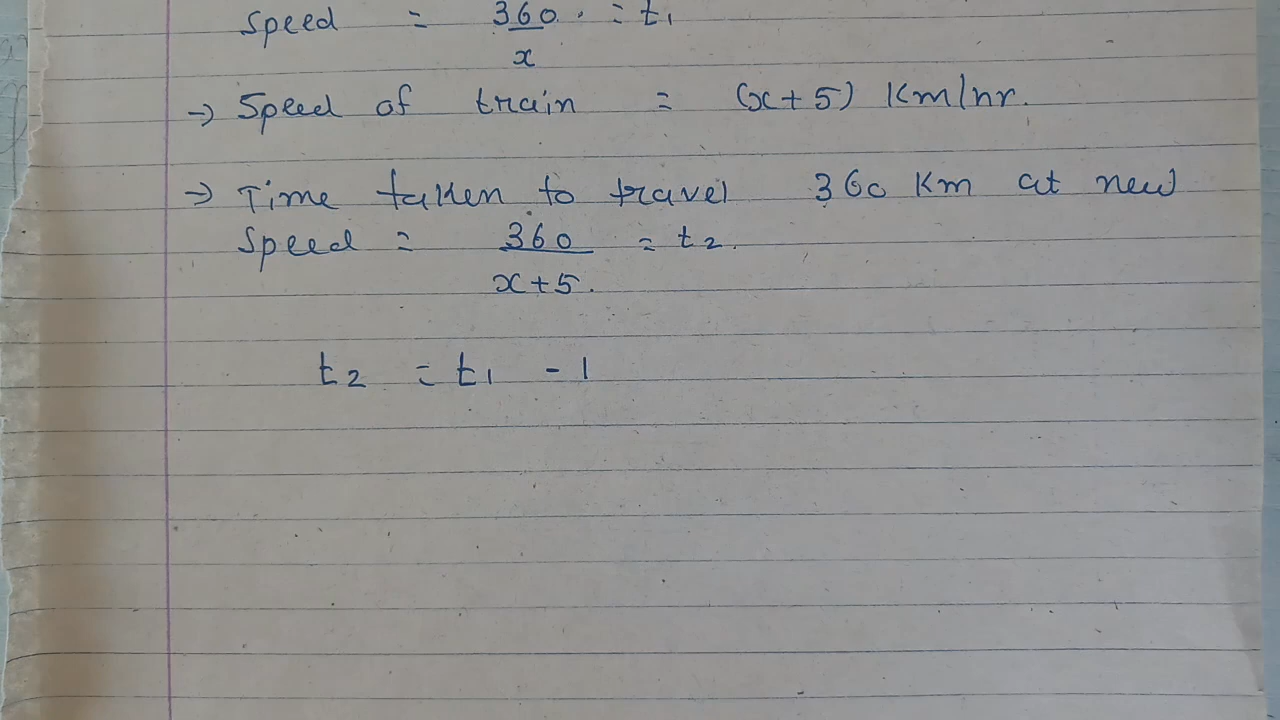 Speed = 360 = t1
x
→ Speed of train = (x+5) Km/hr.
→ Time taken to travel 360 Km at new
Speed = 360 = t2.
x+5.
t2 = t1 - 1